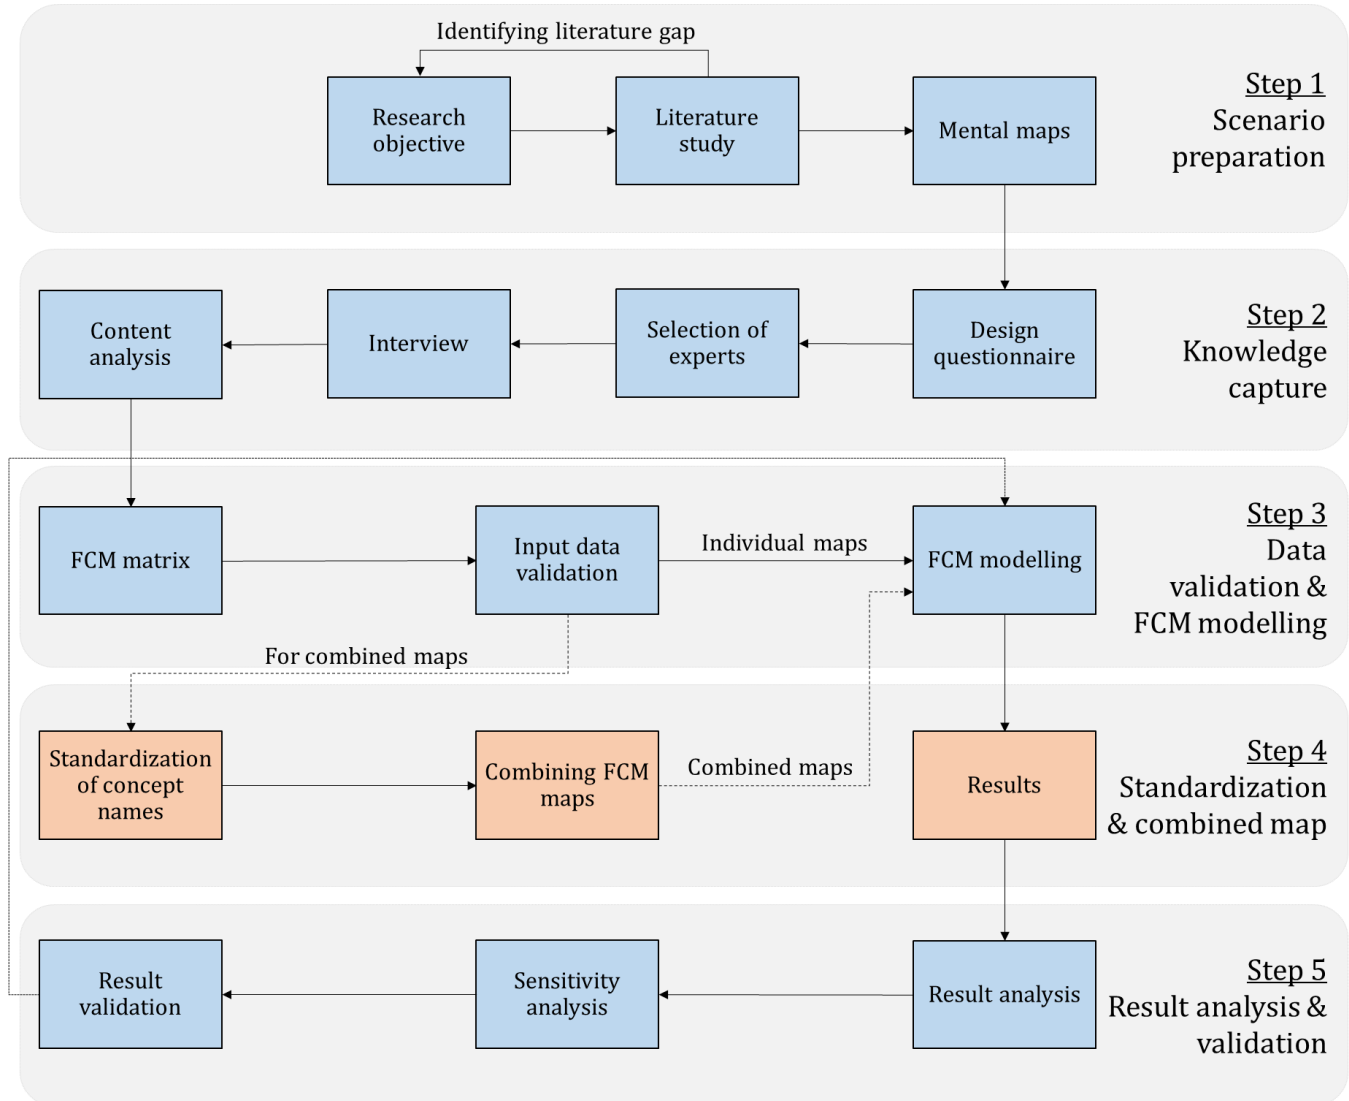 Identifying literature gap
Research
objective
Literature
study
Mental maps
Step 1
Scenario
preparation
Content
analysis
Interview
Selection of
experts
Design
questionnaire
Step 2
Knowledge
capture
FCM matrix
Input data
validation
Individual maps
FCM modelling
Step 3
Data
validation &
FCM modelling
For combined maps
Standardization
of concept
names
Combining FCM
maps
Combined maps
Results
Step 4
Standardization
& combined map
Result
validation
Sensitivity
analysis
Result analysis
Step 5
Result analysis &
validation